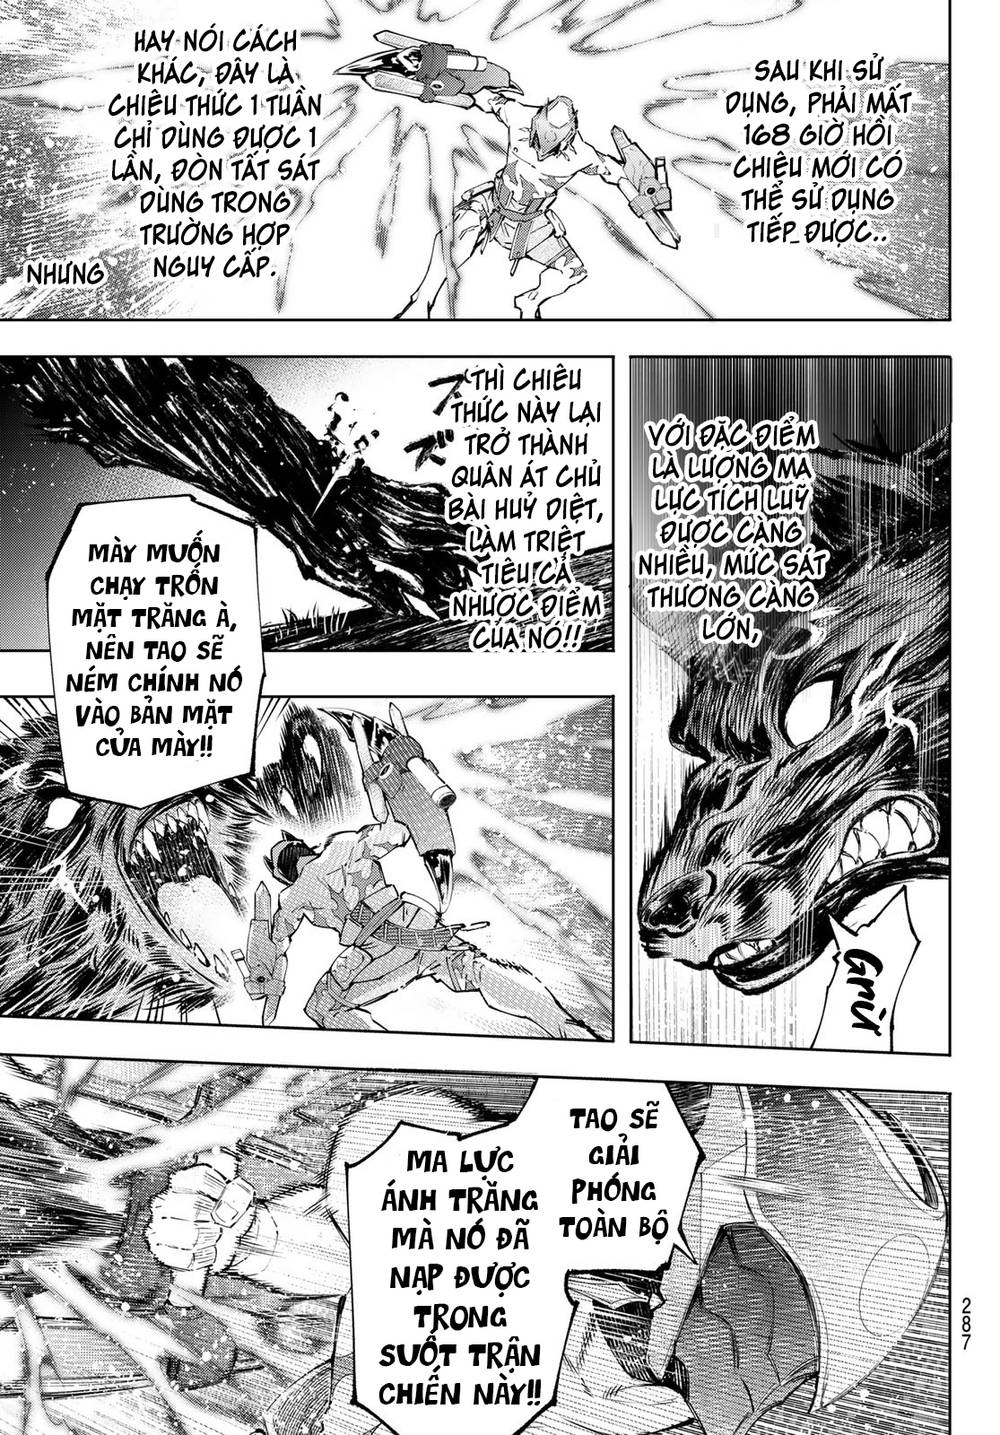 SAU KHI SỬ
DỤNG, PHẢI MẤT
168 GIỜ HỒI
CHIÊU MỚI CÓ
THỂ SỬ DỤNG
TIẾP ĐƯỢC..
HAY NÓI CÁCH
KHÁC, ĐÂY LÀ
CHIÊU THỨC 1 TUẦN
CHỈ DÙNG ĐƯỢC 1
LẦN, ĐÒN TẤT SÁT
DÙNG TRONG
TRƯỜNG HỢP
NGUY CẤP.
NHƯNG
VỚI ĐẶC ĐIỂM
LÀ LƯỢNG MA
LỰC TÍCH LUỸ
ĐƯỢC CÀNG
NHIỀU, MỨC SÁT
THƯƠNG CÀNG
LỚN,
GRỪ
THÌ CHIÊU
THỨC NÀY LẠI
TRỞ THÀNH
QUÂN ÁT CHỦ
BÀI HUỶ DIỆT,
LÀM TRIỆT
TIÊU CẢ
NHƯỢC ĐIỂM
CỦA NÓ!!
ズズ
MÀY MUỐN
CHẠY TRỐN
MẶT TRĂNG À,
NÊN TAO SẼ
NÉM CHÍNH NÓ
VÀO BẢN MẶT
CỦA MÀY!!
TAO SẼ
GIẢI
PHÓNG
TOÀN BỘ
MA LỰC
ÁNH TRĂNG
MÀ NÓ ĐÃ
NẠP ĐƯỢC
TRONG
SUỐT TRẬN
CHIẾN NÀY!!
287